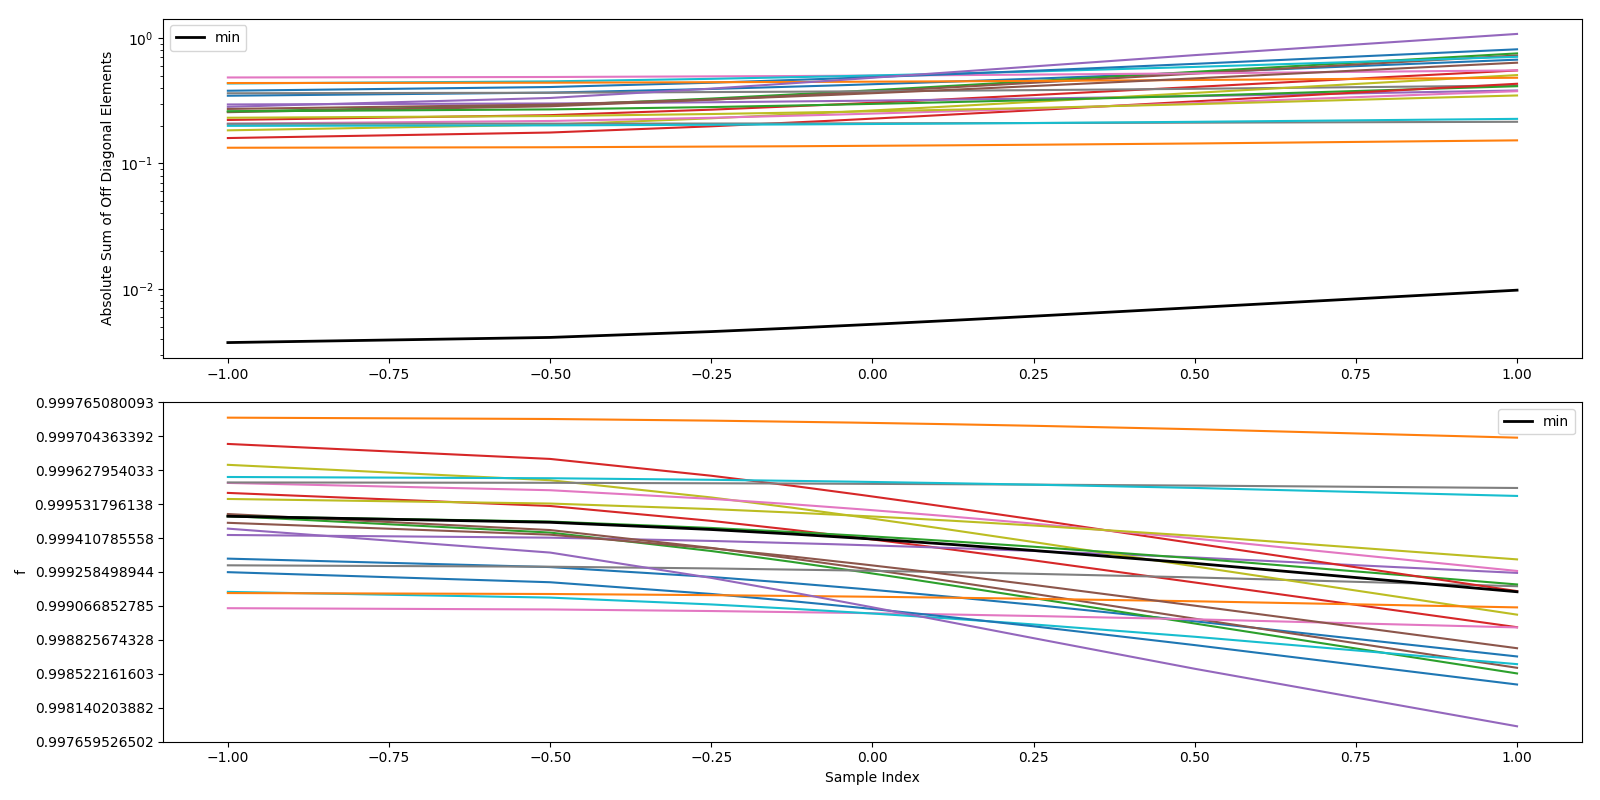 Absolute Sum of Off Diagonal Elements
10⁰
10⁻¹
10⁻²
min
−1.00 −0.75 −0.50 −0.25 0.00 0.25 0.50 0.75 1.00
f
0.999765080093
0.999704363392
0.999627954033
0.999531796138
0.999410785558
0.999258498944
0.999066852785
0.998825674328
0.998522161603
0.998140203882
0.997659526502
min
−1.00 −0.75 −0.50 −0.25 0.00 0.25 0.50 0.75 1.00
Sample Index